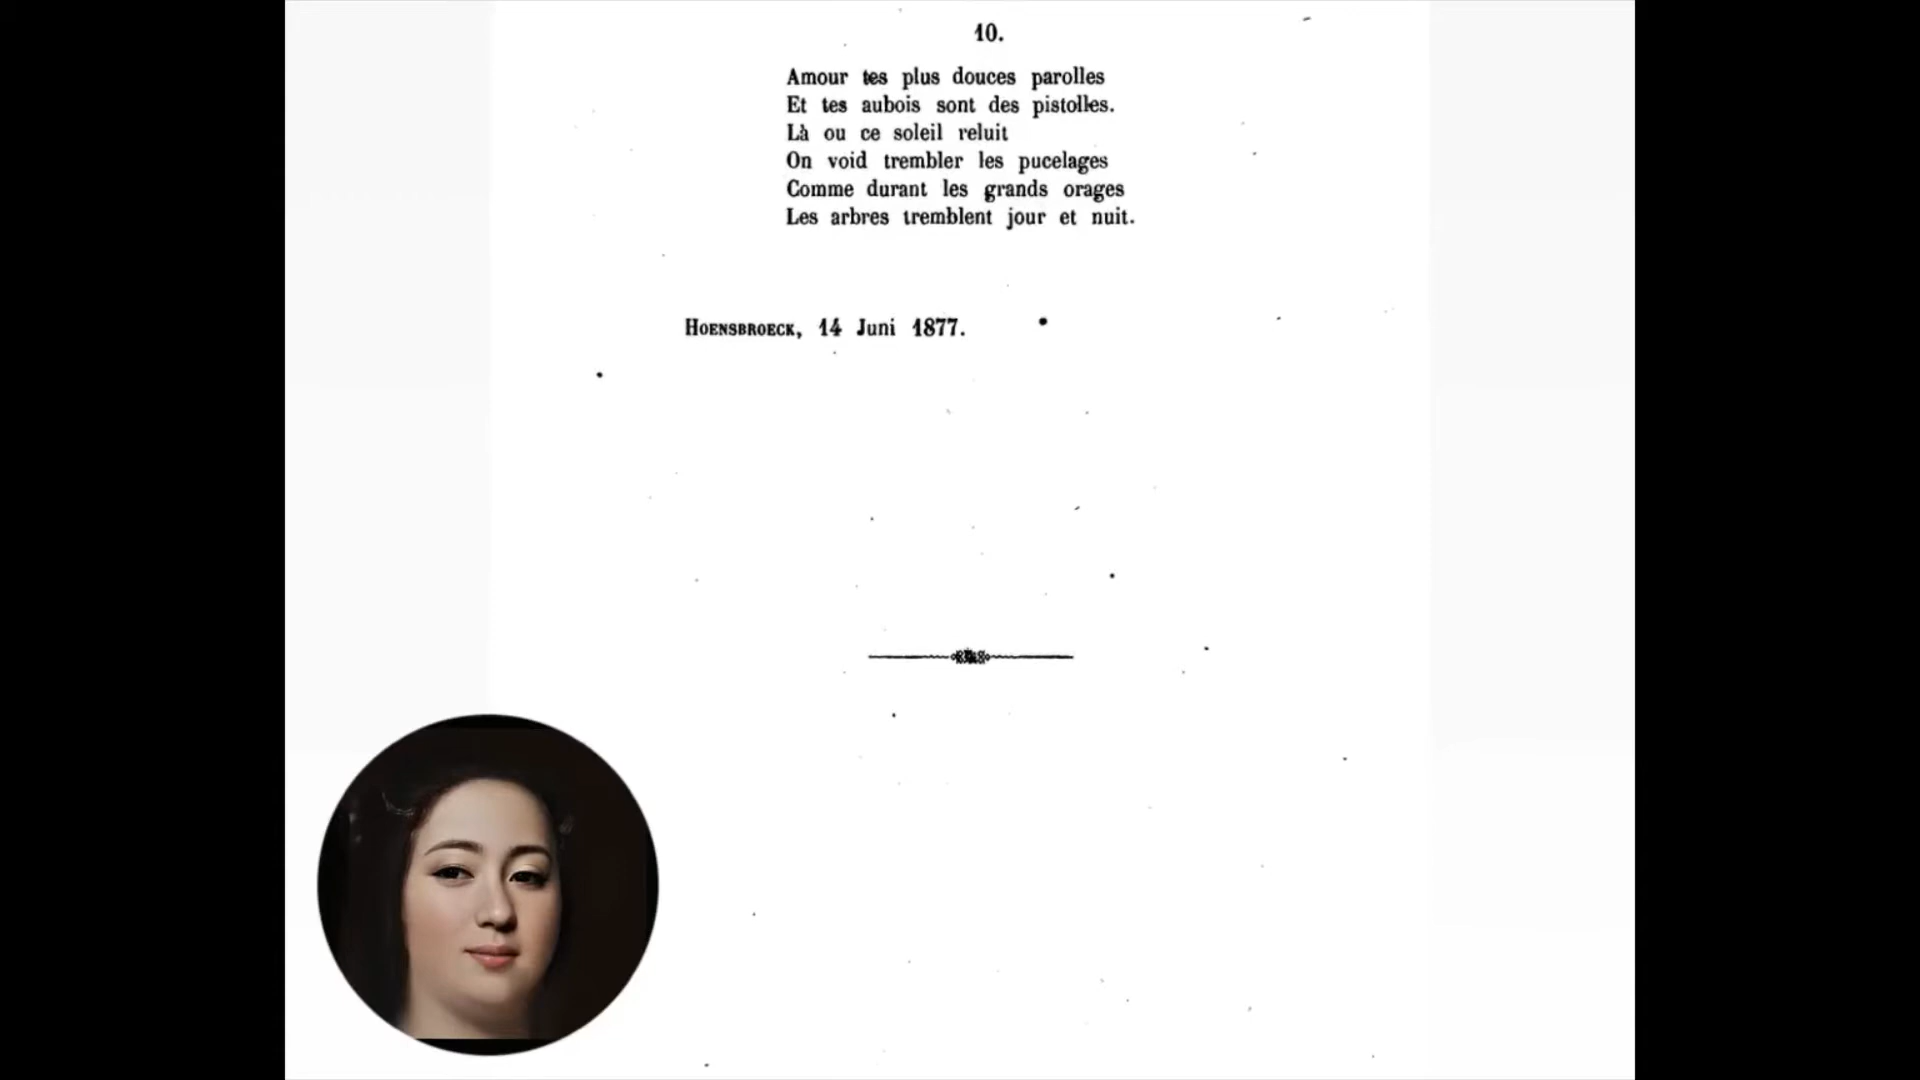 10.
Amour tes plus douces parolles
Et tes aubois sont des pistolles.
Là ou ce soleil reluit
On void trembler les pucelages
Comme durant les grands orages
Les arbres tremblent jour et nuit.
HOENSBROECK, 14 Juni 1877.